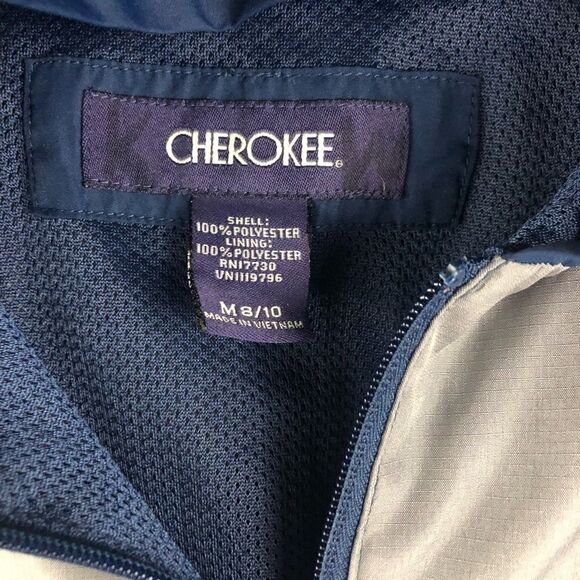 CHEROKEE®
SHELL:
100% POLYESTER
LINING:
100% POLYESTER
RN17730
VN1119796
M 8/10
MADE IN VIETNAM